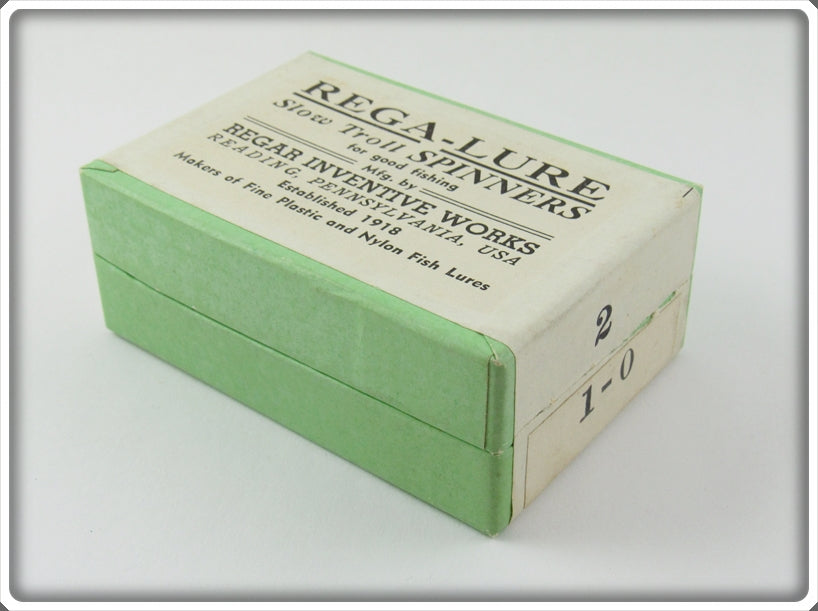 REGA-LURE
Slow Troll SPINNERS
for good fishing
Mfg. by
REGAR INVENTIVE WORKS
READING, PENNSYLVANIA, USA
Established 1918
Makers of Fine Plastic and Nylon Fish Lures
2
1-0